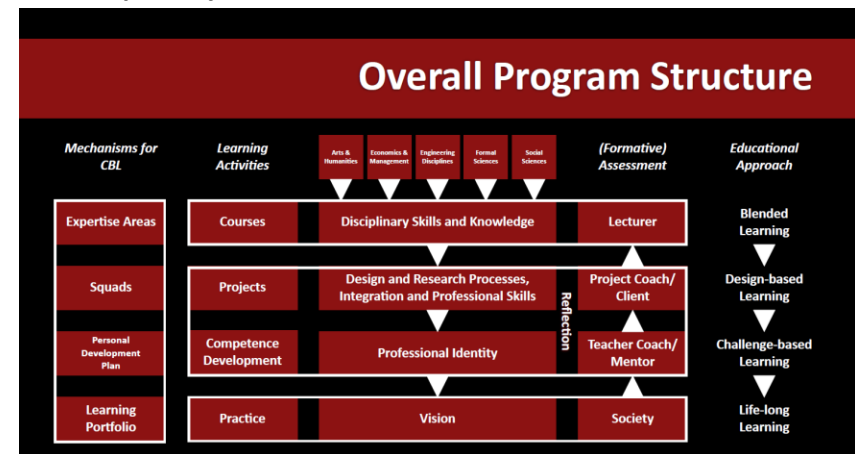 Overall Program Structure
Mechanisms for
CBL
Learning
Activities
Arts &
Humanities
Economics &
Management
Engineering
Disciplines
Formal
Sciences
Social
Sciences
(Formative)
Assessment
Educational
Approach
Expertise Areas
Courses
Disciplinary Skills and Knowledge
Lecturer
Blended
Learning
Squads
Projects
Design and Research Processes,
Integration and Professional Skills
Reflection
Project Coach/
Client
Design-based
Learning
Personal
Development
Plan
Competence
Development
Professional Identity
Teacher Coach/
Mentor
Challenge-based
Learning
Learning
Portfolio
Practice
Vision
Society
Life-long
Learning